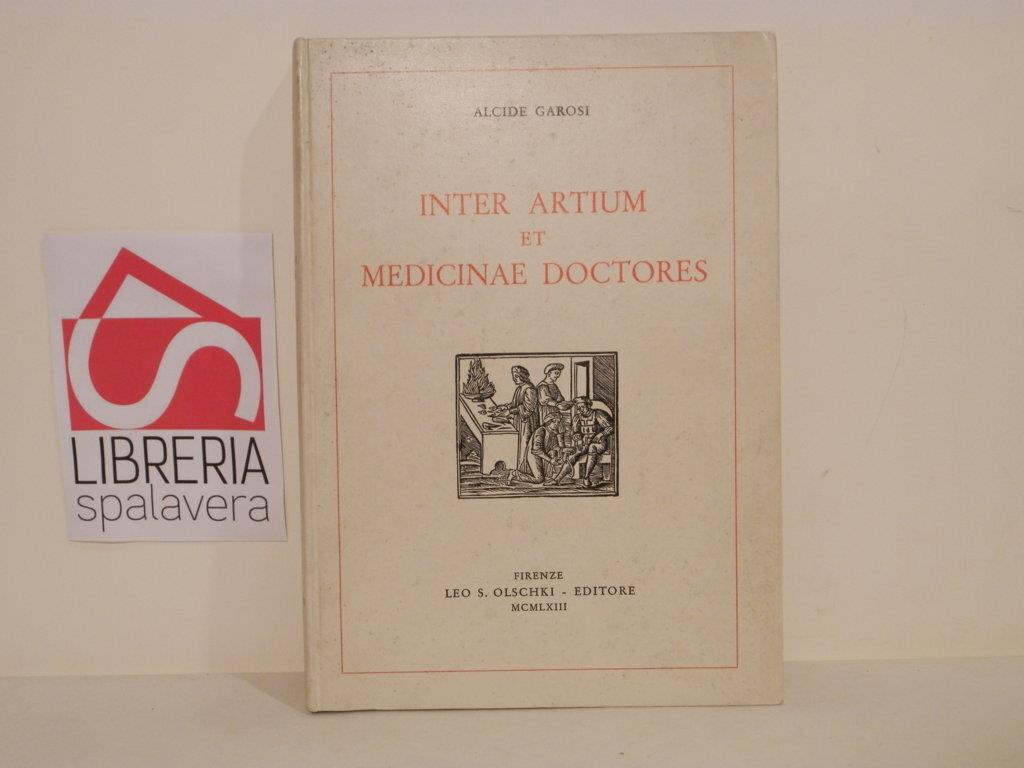 ALCIDE GAROSI
INTER ARTIUM
ET
MEDICINAE DOCTORES
FIRENZE
LEO S. OLSCHKI - EDITORE
MCMLXIII
LIBRERIA
spalavera